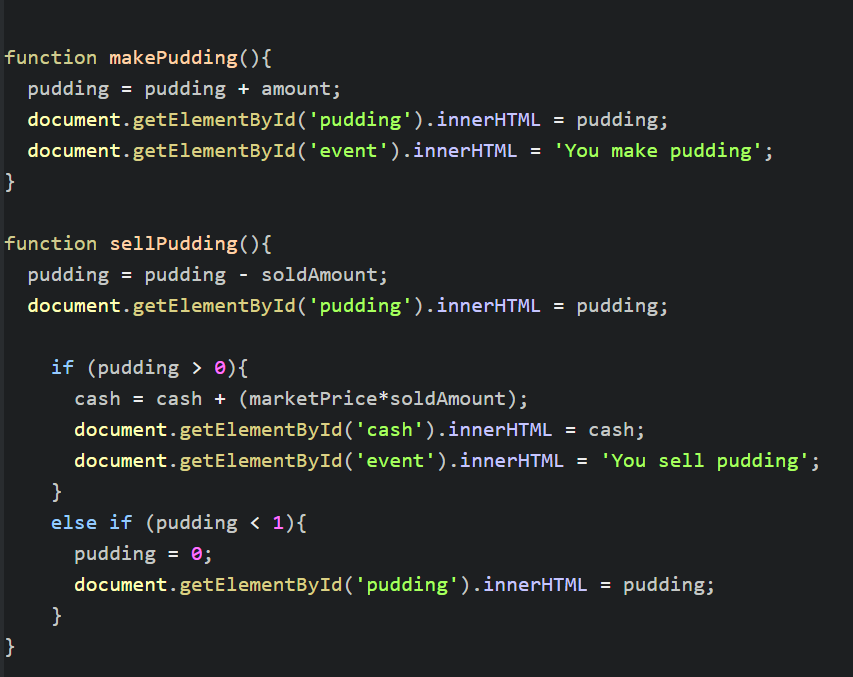 function makePudding(){
  pudding = pudding + amount;
  document.getElementById('pudding').innerHTML = pudding;
  document.getElementById('event').innerHTML = 'You make pudding';
}

function sellPudding(){
  pudding = pudding - soldAmount;
  document.getElementById('pudding').innerHTML = pudding;

    if (pudding > 0){
      cash = cash + (marketPrice*soldAmount);
      document.getElementById('cash').innerHTML = cash;
      document.getElementById('event').innerHTML = 'You sell pudding';
    }
    else if (pudding < 1){
      pudding = 0;
      document.getElementById('pudding').innerHTML = pudding;
    }
}